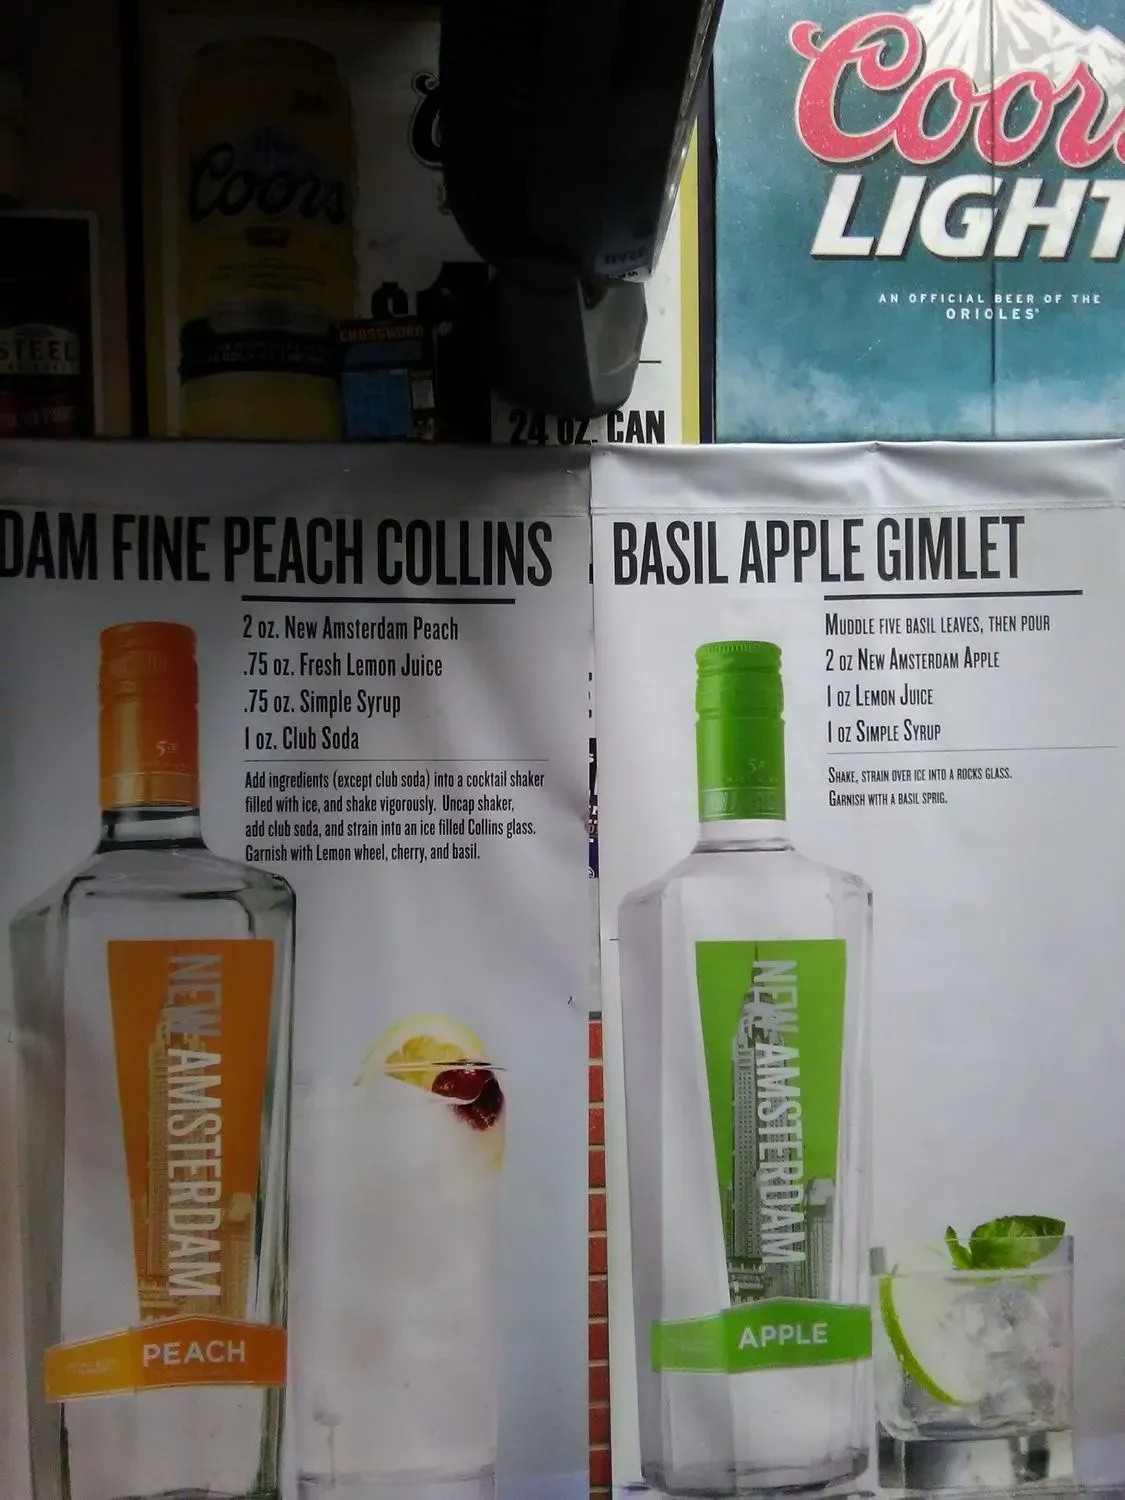 Coors
LIGHT
AN OFFICIAL BEER OF THE
ORIOLES
Coors
STEEL
CROSSWORD
24 OZ. CAN
DAM FINE PEACH COLLINS
2 oz. New Amsterdam Peach
.75 oz. Fresh Lemon Juice
.75 oz. Simple Syrup
1 oz. Club Soda
Add ingredients (except club soda) into a cocktail shaker
filled with ice, and shake vigorously. Uncap shaker,
add club soda, and strain into an ice filled Collins glass.
Garnish with Lemon wheel, cherry, and basil.
5x
NEW AMSTERDAM
PEACH
BASIL APPLE GIMLET
MUDDLE FIVE BASIL LEAVES, THEN POUR
2 OZ NEW AMSTERDAM APPLE
1 OZ LEMON JUICE
1 OZ SIMPLE SYRUP
SHAKE, STRAIN OVER ICE INTO A ROCKS GLASS.
GARNISH WITH A BASIL SPRIG.
5x
NEW AMSTERDAM
APPLE